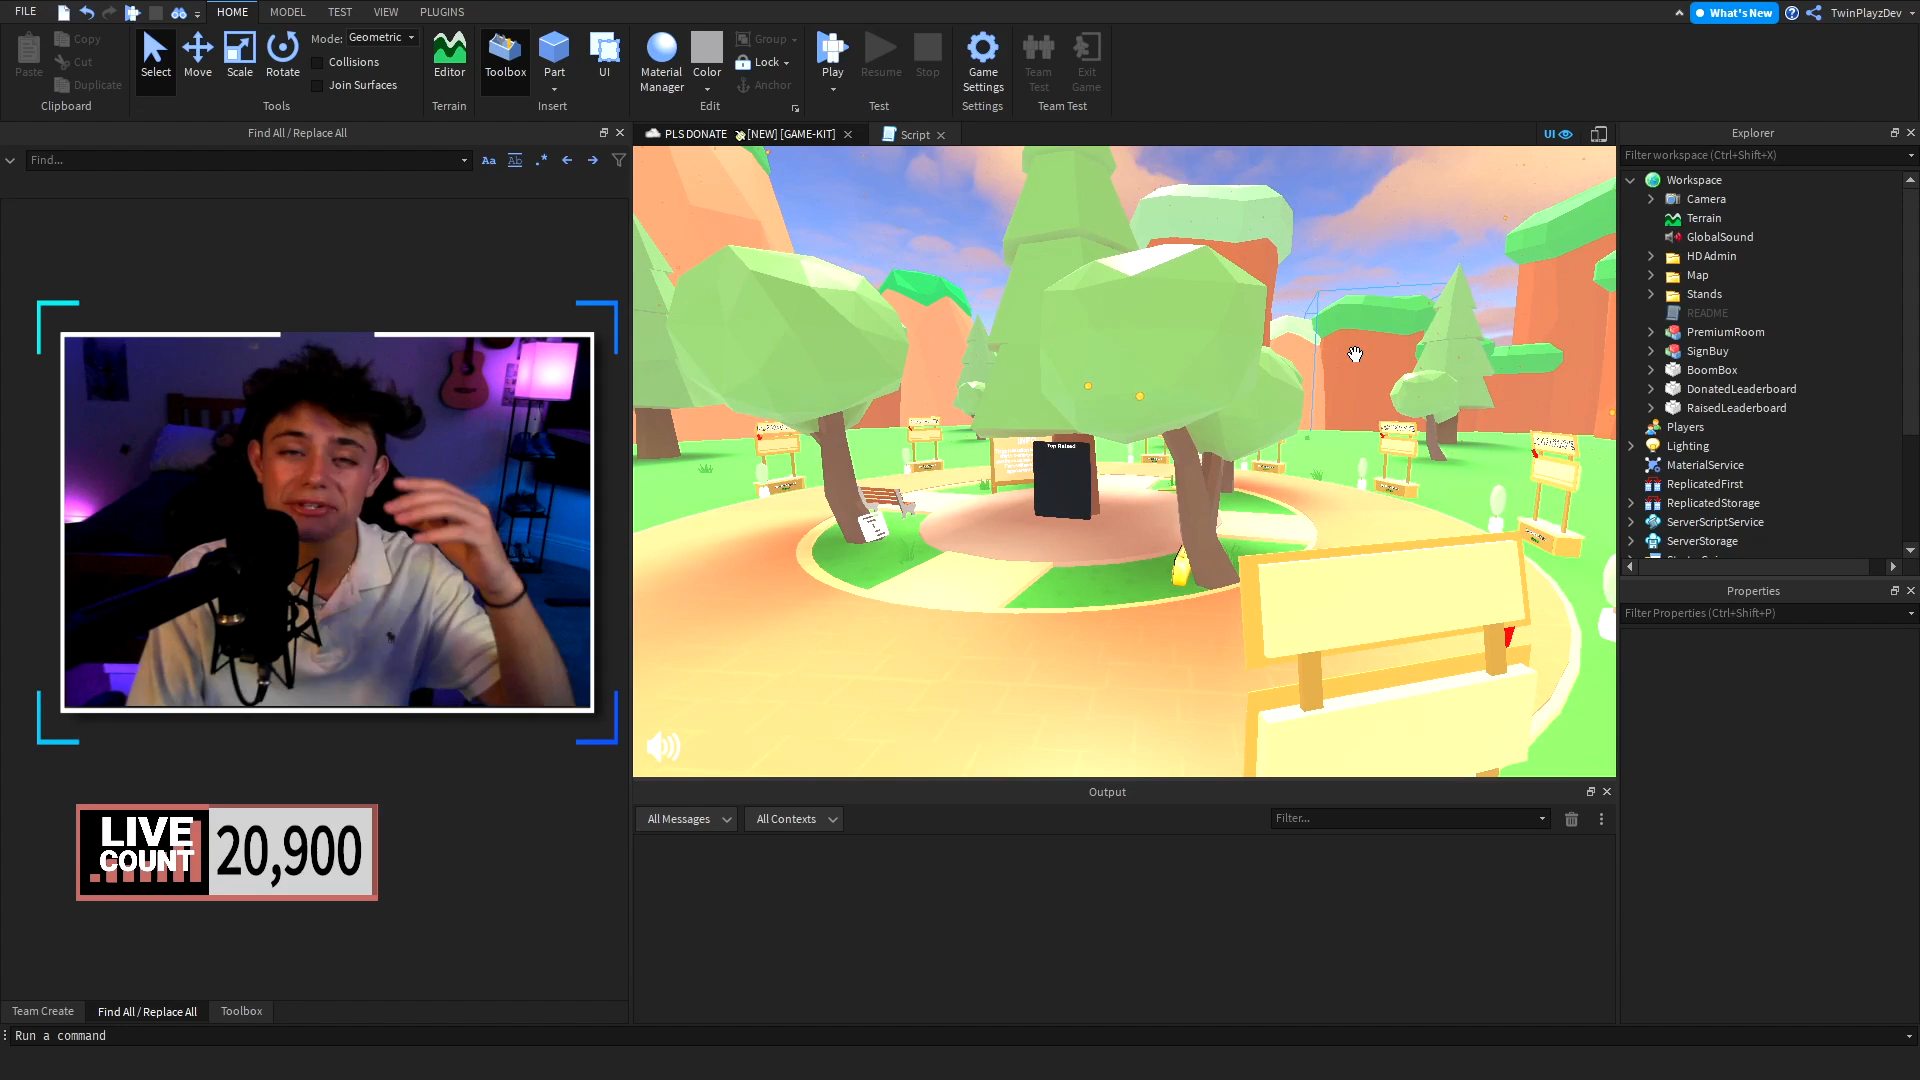 FILE HOME MODEL TEST VIEW PLUGINS What's New TwinPlayzDev
Copy
Cut
Duplicate
Paste
Clipboard
Select Move Scale Rotate
Mode: Geometric
Collisions
Join Surfaces
Tools
Editor
Terrain
Toolbox Part UI
Insert
Material Manager Color
Group
Lock
Anchor
Edit
Play Resume Stop
Test
Game Settings
Settings
Team Test Exit Game
Team Test
Find All / Replace All
Find...
Aa Ab .*
PLS DONATE [NEW] [GAME-KIT]
Script
UI
Top Raised
LIVE
COUNT
20,900
Output
All Messages All Contexts Filter...
Explorer
Filter workspace (Ctrl+Shift+X)
Workspace
Camera
Terrain
GlobalSound
HD Admin
Map
Stands
README
PremiumRoom
SignBuy
BoomBox
DonatedLeaderboard
RaisedLeaderboard
Players
Lighting
MaterialService
ReplicatedFirst
ReplicatedStorage
ServerScriptService
ServerStorage
Properties
Filter Properties (Ctrl+Shift+P)
Team Create Find All / Replace All Toolbox
Run a command